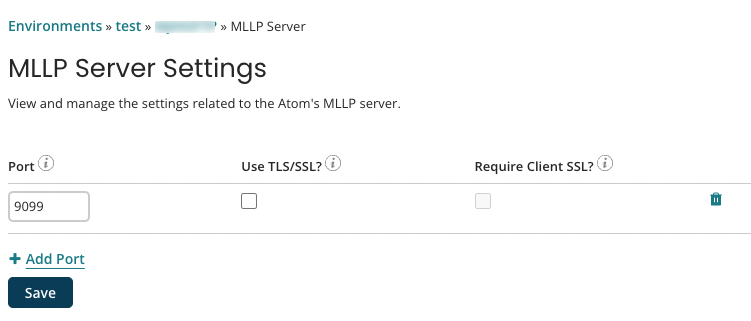 Environments » test » » MLLP Server
MLLP Server Settings
View and manage the settings related to the Atom's MLLP server.
Port Use TLS/SSL? Require Client SSL?
9099
+ Add Port
Save